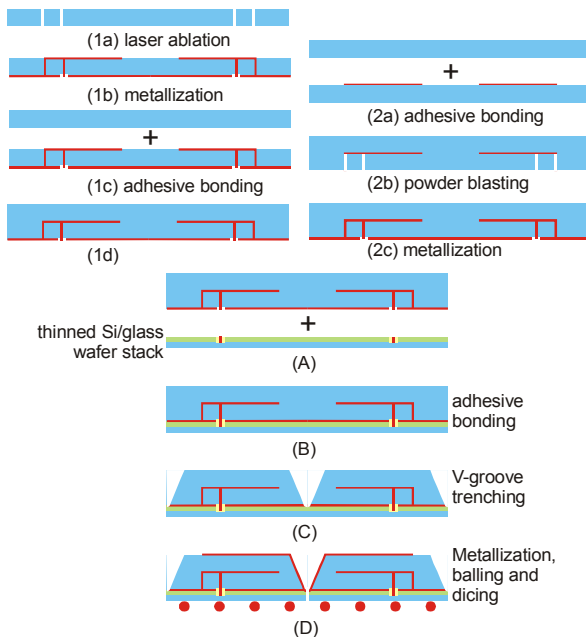 (1a) laser ablation
(1b) metallization
+
(1c) adhesive bonding
(1d)
+
(2a) adhesive bonding
(2b) powder blasting
(2c) metallization
thinned Si/glass
wafer stack
+
(A)
adhesive
bonding
(B)
V-groove
trenching
(C)
Metallization,
balling and
dicing
(D)